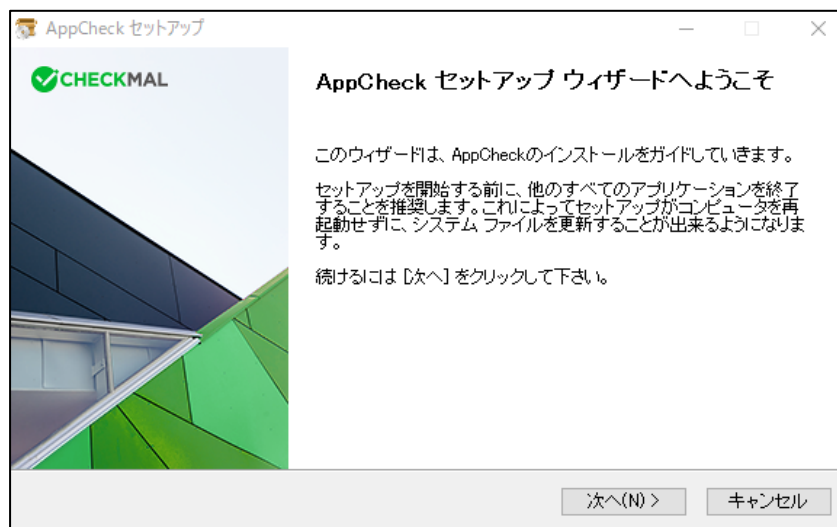 AppCheck セットアップ
CHECKMAL
AppCheck セットアップ ウィザードへようこそ
このウィザードは、AppCheckのインストールをガイドしていきます。
セットアップを開始する前に、他のすべてのアプリケーションを終了
することを推奨します。これによってセットアップがコンピュータを再
起動せずに、システム ファイルを更新することが出来るようになりま
す。
続けるには [次へ] をクリックして下さい。
次へ(N) >
キャンセル